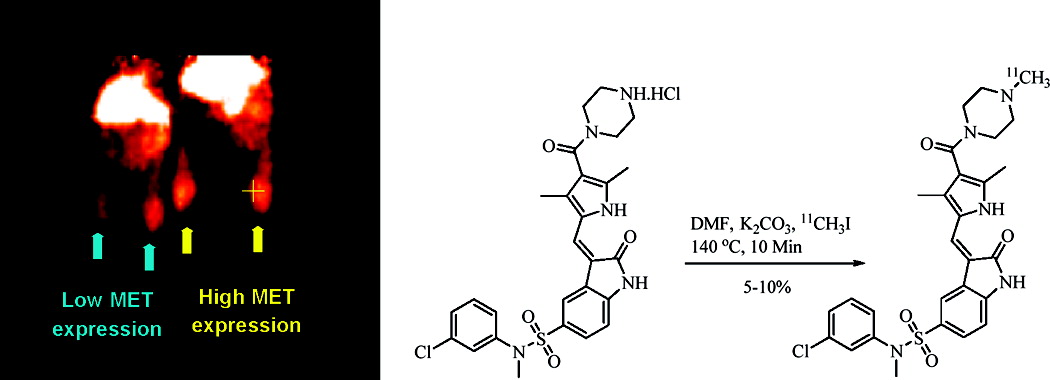 Low MET
expression
High MET
expression
NH.HCl
N
O
NH
O
NH
Cl
N
S
O
O
DMF, K₂CO₃, ¹¹CH₃I
140 ºC, 10 Min
5-10%
¹¹CH₃
N
N
O
NH
O
NH
Cl
N
S
O
O